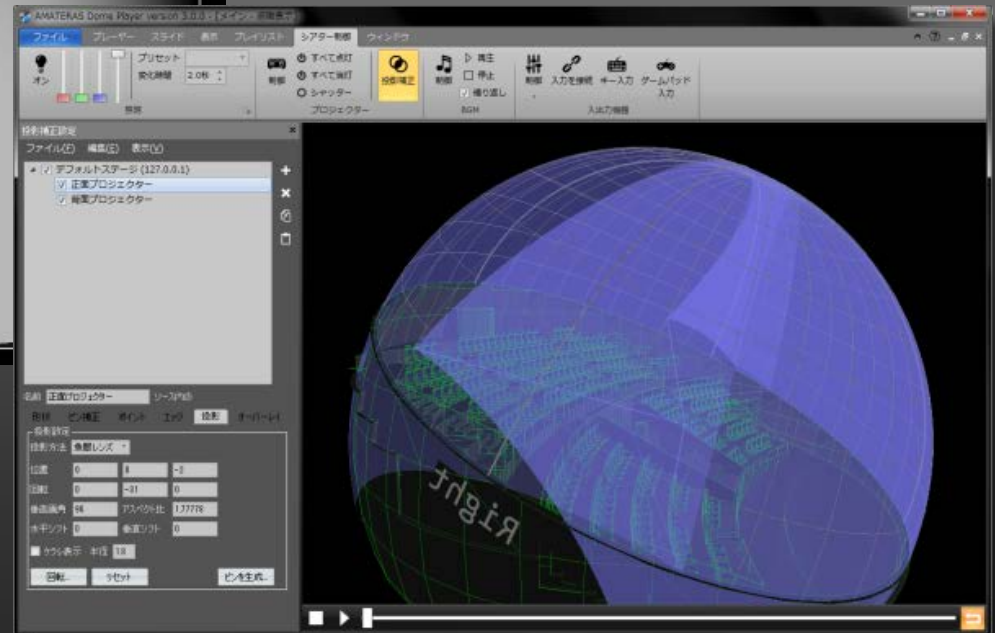 AMATERAS Dome Player version 3.0.0 - [メイン - 俯瞰表示]
ファイル プレーヤー スライド 表示 プレイリスト シアター制御 ウィンドウ
オン
プリセット
変化時間 2.0秒
照明
制御
すべて点灯
すべて消灯
シャッター
プロジェクター
投影補正
制御
再生
停止
繰り返し
BGM
制御 入力を接続 キー入力 ゲームパッド入力
入出力機器
投影補正設定
ファイル(F) 編集(E) 表示(V)
デフォルトステージ (127.0.0.1)
正面プロジェクター
背面プロジェクター
名前 正面プロジェクター
形状 ピン補正 ポイント エッジ 投影 オーバーレイ
投影設定
投影方法 魚眼レンズ
位置 0
回転 0 -31 0
垂直画角 96 アスペクト比 1.77778
水平シフト 0 垂直シフト 0
半径
回転... リセット ピンを生成...
Right